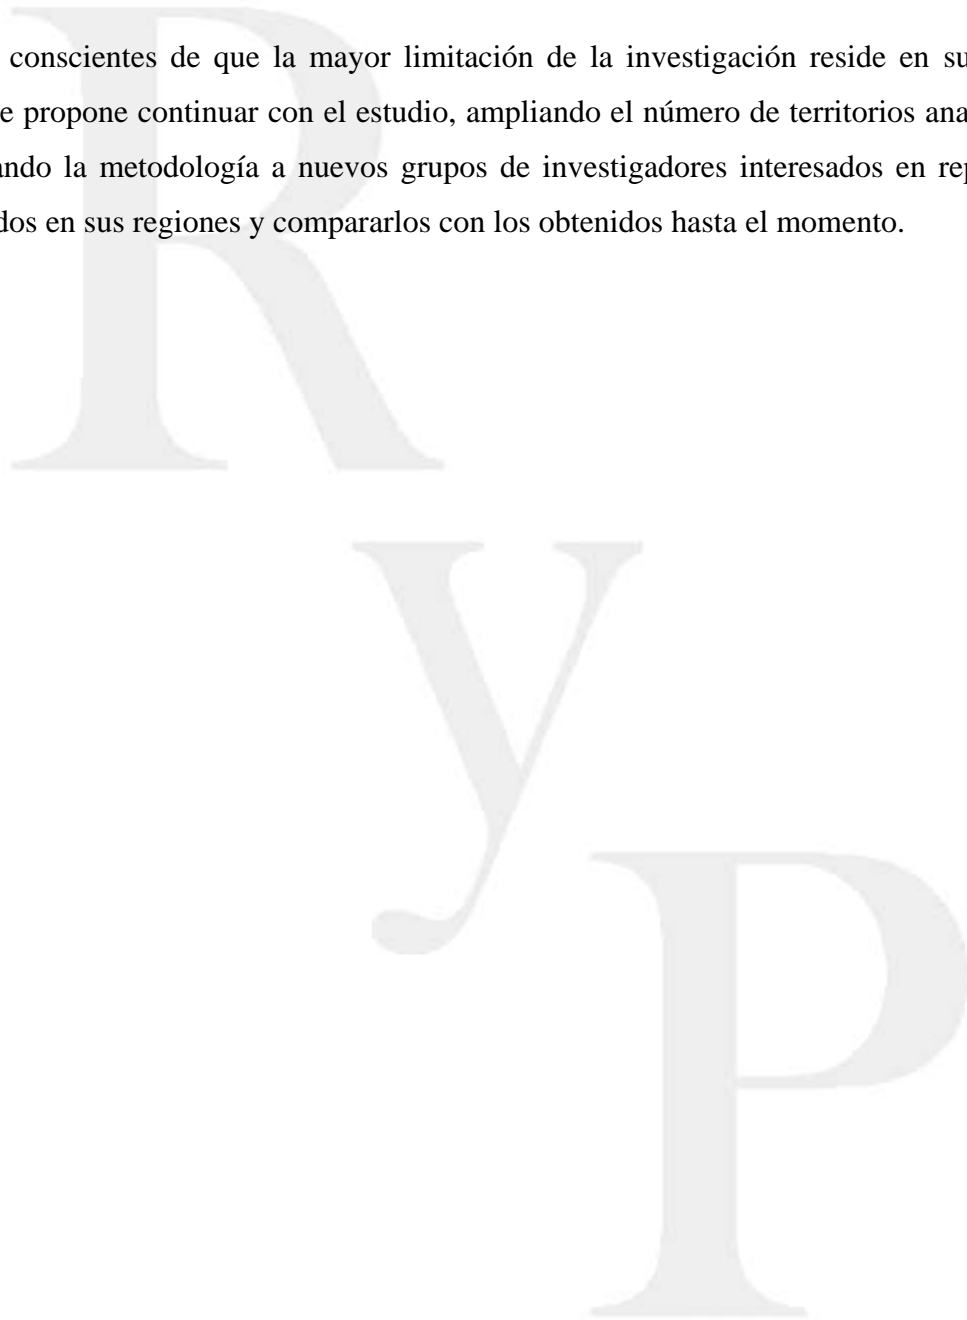 conscientes de que la mayor limitación de la investigación reside en su
e propone continuar con el estudio, ampliando el número de territorios ana
ando la metodología a nuevos grupos de investigadores interesados en rep
dos en sus regiones y compararlos con los obtenidos hasta el momento.
R
y
P